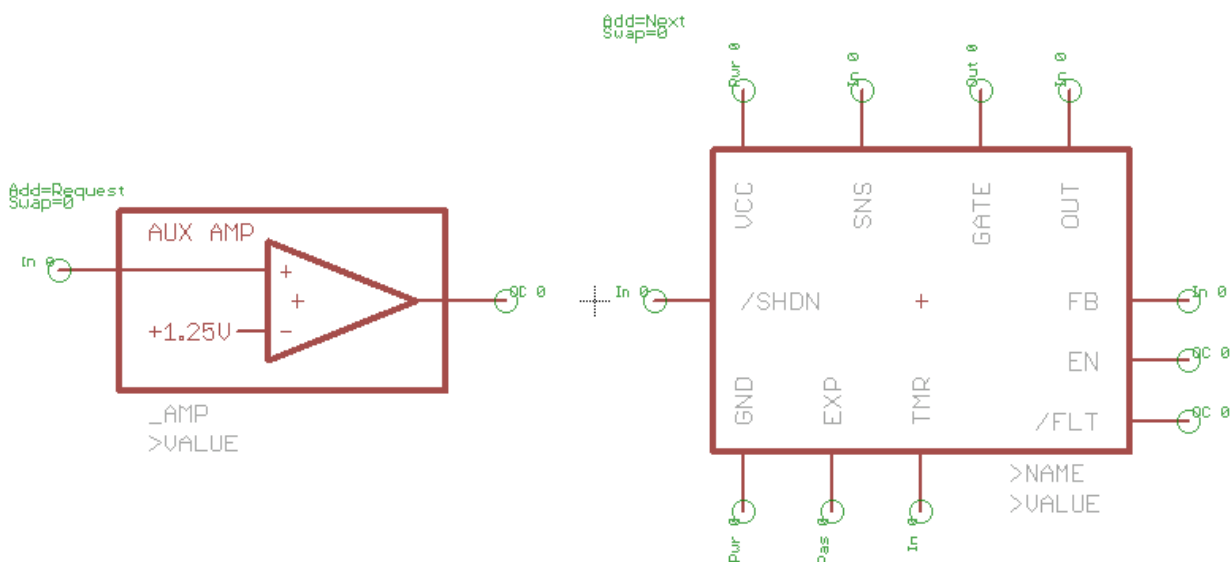 Add=Next
Swap=0
Pwr 0
In 0
Out 0
In 0
VCC
SNS
GATE
OUT
Add=Request
Swap=0
AUX AMP
In 0
+
+
+1.25V
-
OC 0
_AMP
>VALUE
In 0
/SHDN
+
FB
In 0
EN
OC 0
/FLT
OC 0
GND
EXP
TMR
>NAME
>VALUE
Pwr 0
Pas 0
In 0